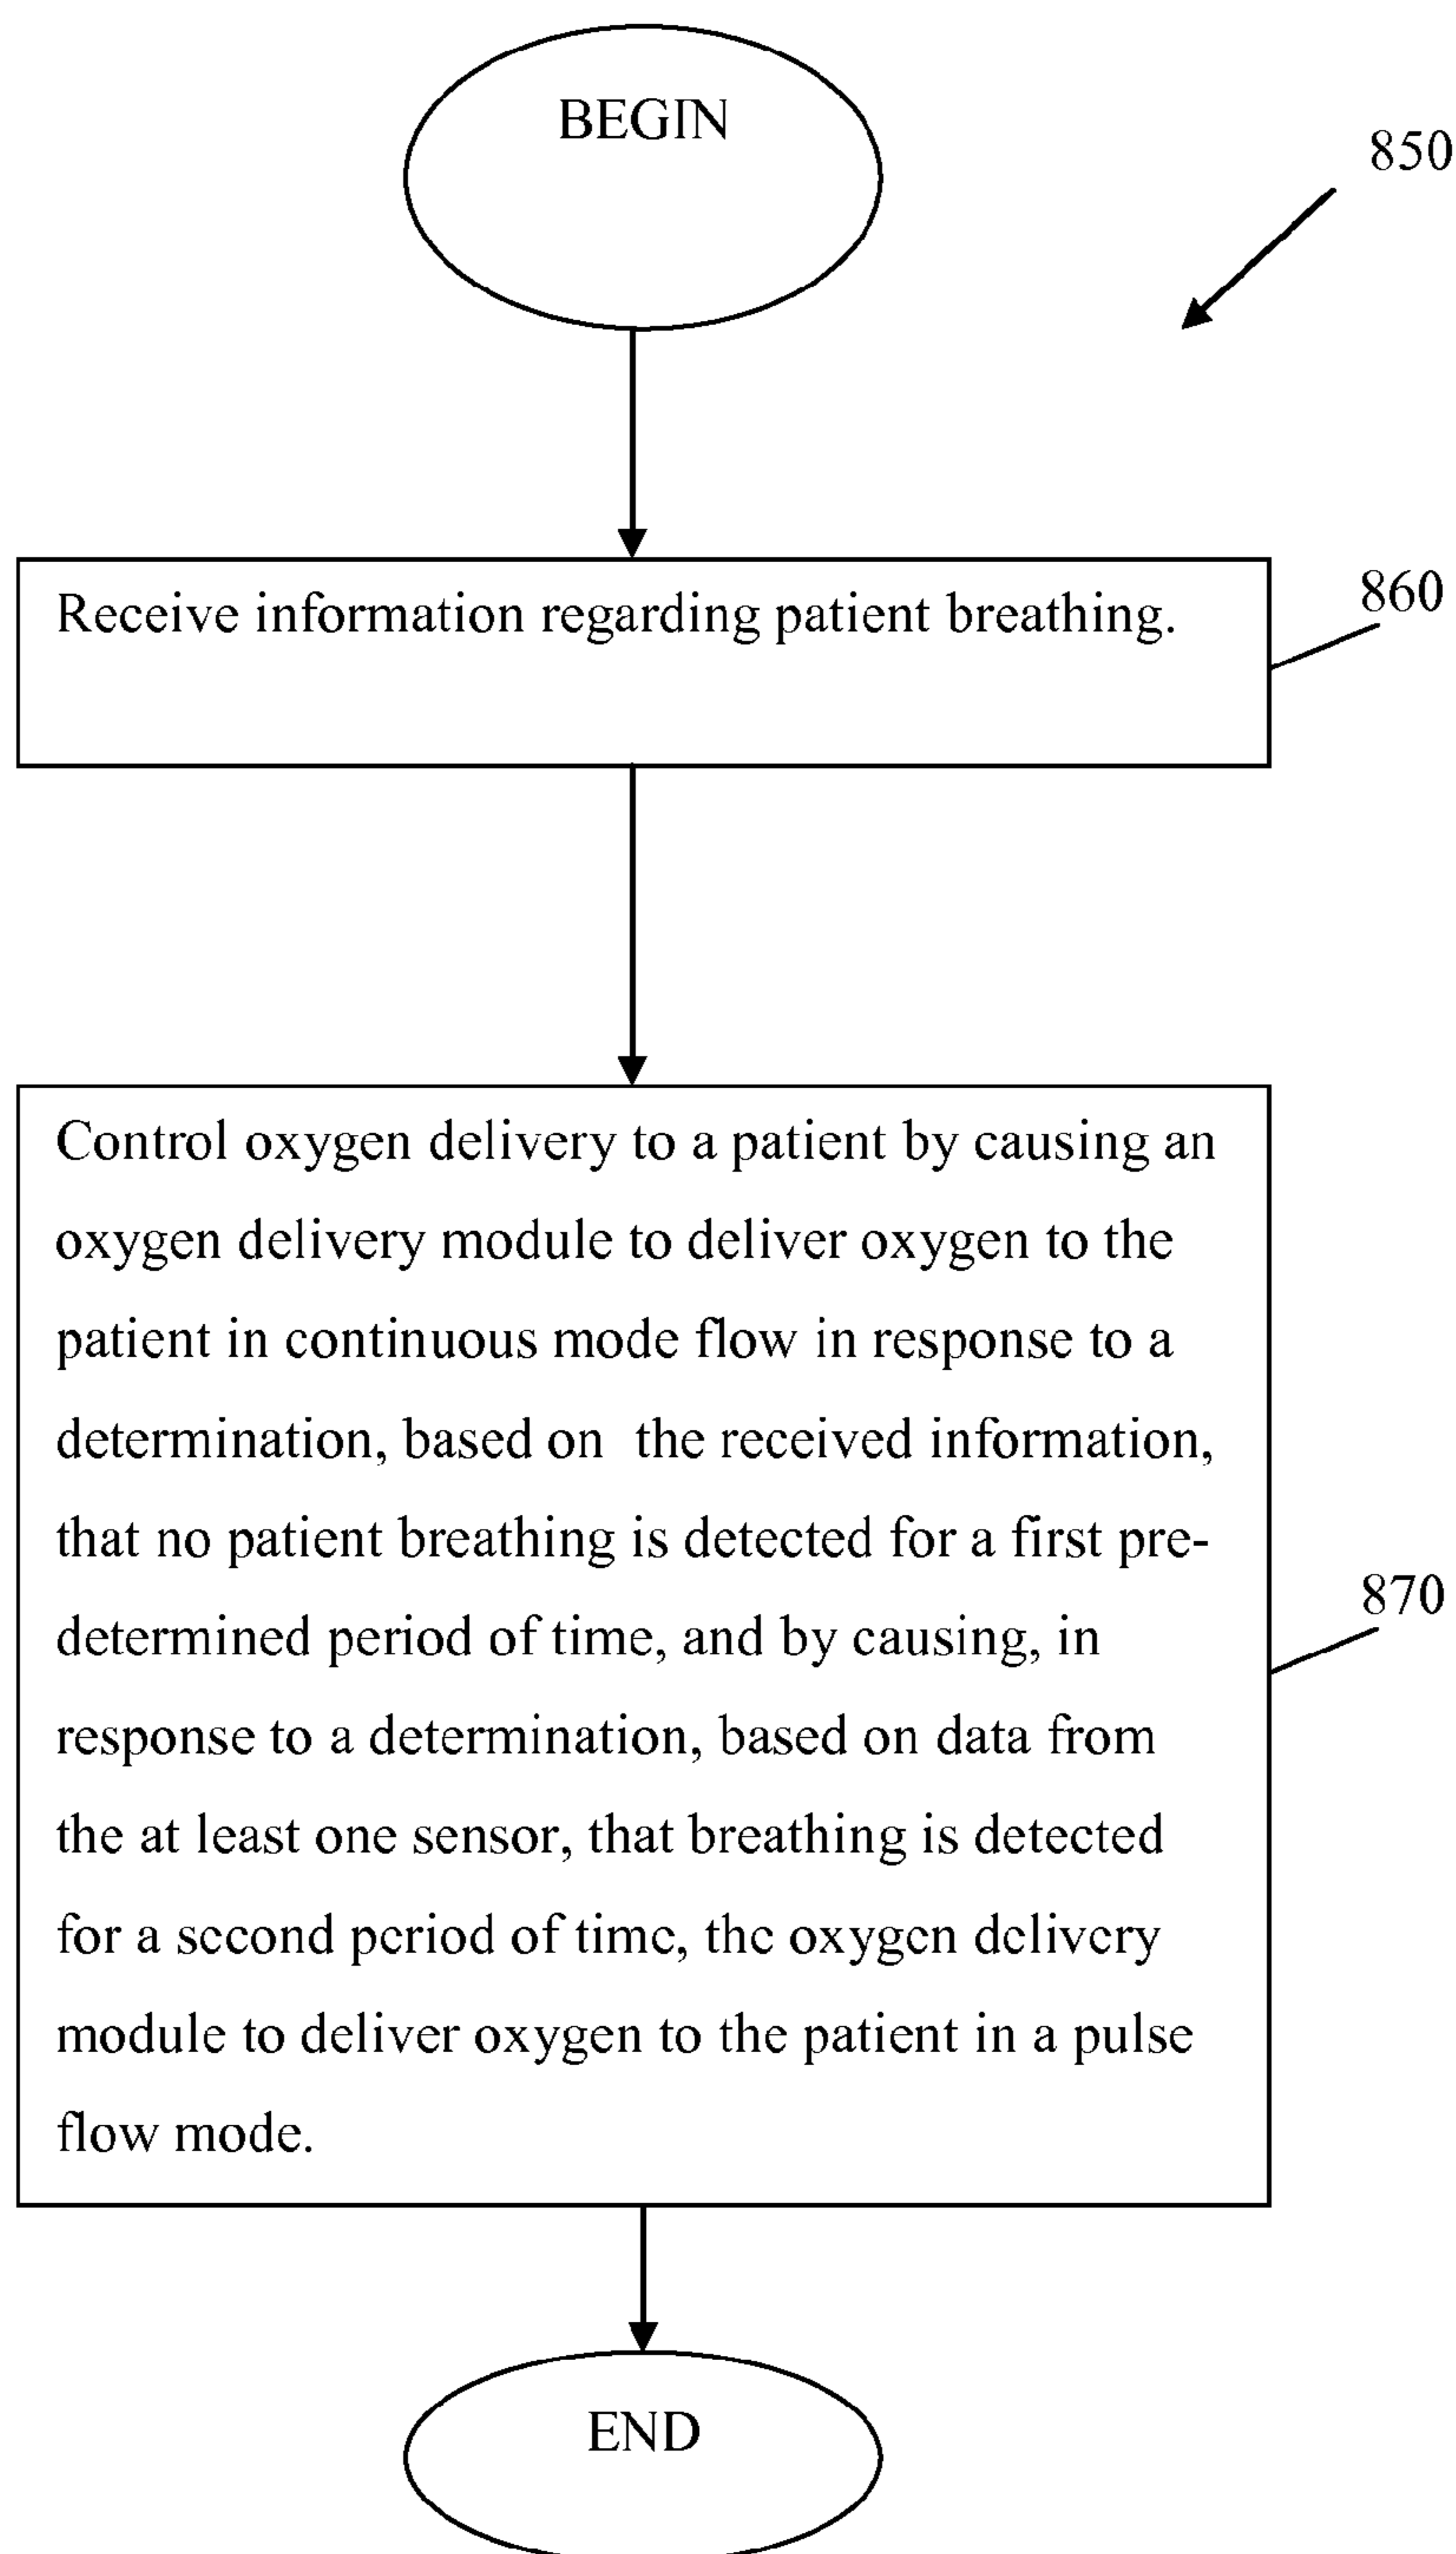 BEGIN
850
Receive information regarding patient breathing.
860
Control oxygen delivery to a patient by causing an
oxygen delivery module to deliver oxygen to the
patient in continuous mode flow in response to a
determination, based on  the received information,
that no patient breathing is detected for a first pre-
determined period of time, and by causing, in
response to a determination, based on data from
the at least one sensor, that breathing is detected
for a second period of time, the oxygen delivery
module to deliver oxygen to the patient in a pulse
flow mode.
870
END